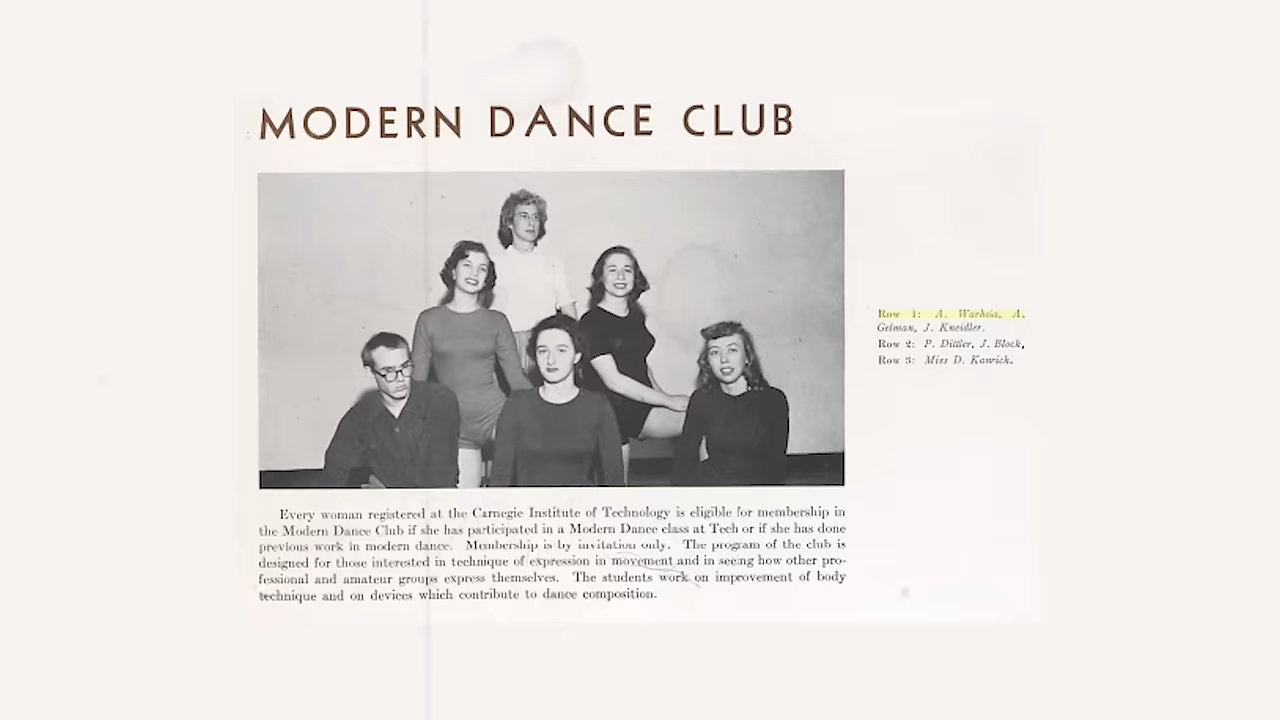 MODERN DANCE CLUB
Row 1: A. Warhola, A.
Gelman, J. Kneidler.
Row 2: P. Dittler, J. Block.
Row 3: Miss D. Kanrick.
Every woman registered at the Carnegie Institute of Technology is eligible for membership in
the Modern Dance Club if she has participated in a Modern Dance class at Tech or if she has done
previous work in modern dance. Membership is by invitation only. The program of the club is
designed for those interested in technique of expression in movement and in seeing how other pro-
fessional and amateur groups express themselves. The students work on improvement of body
technique and on devices which contribute to dance composition.